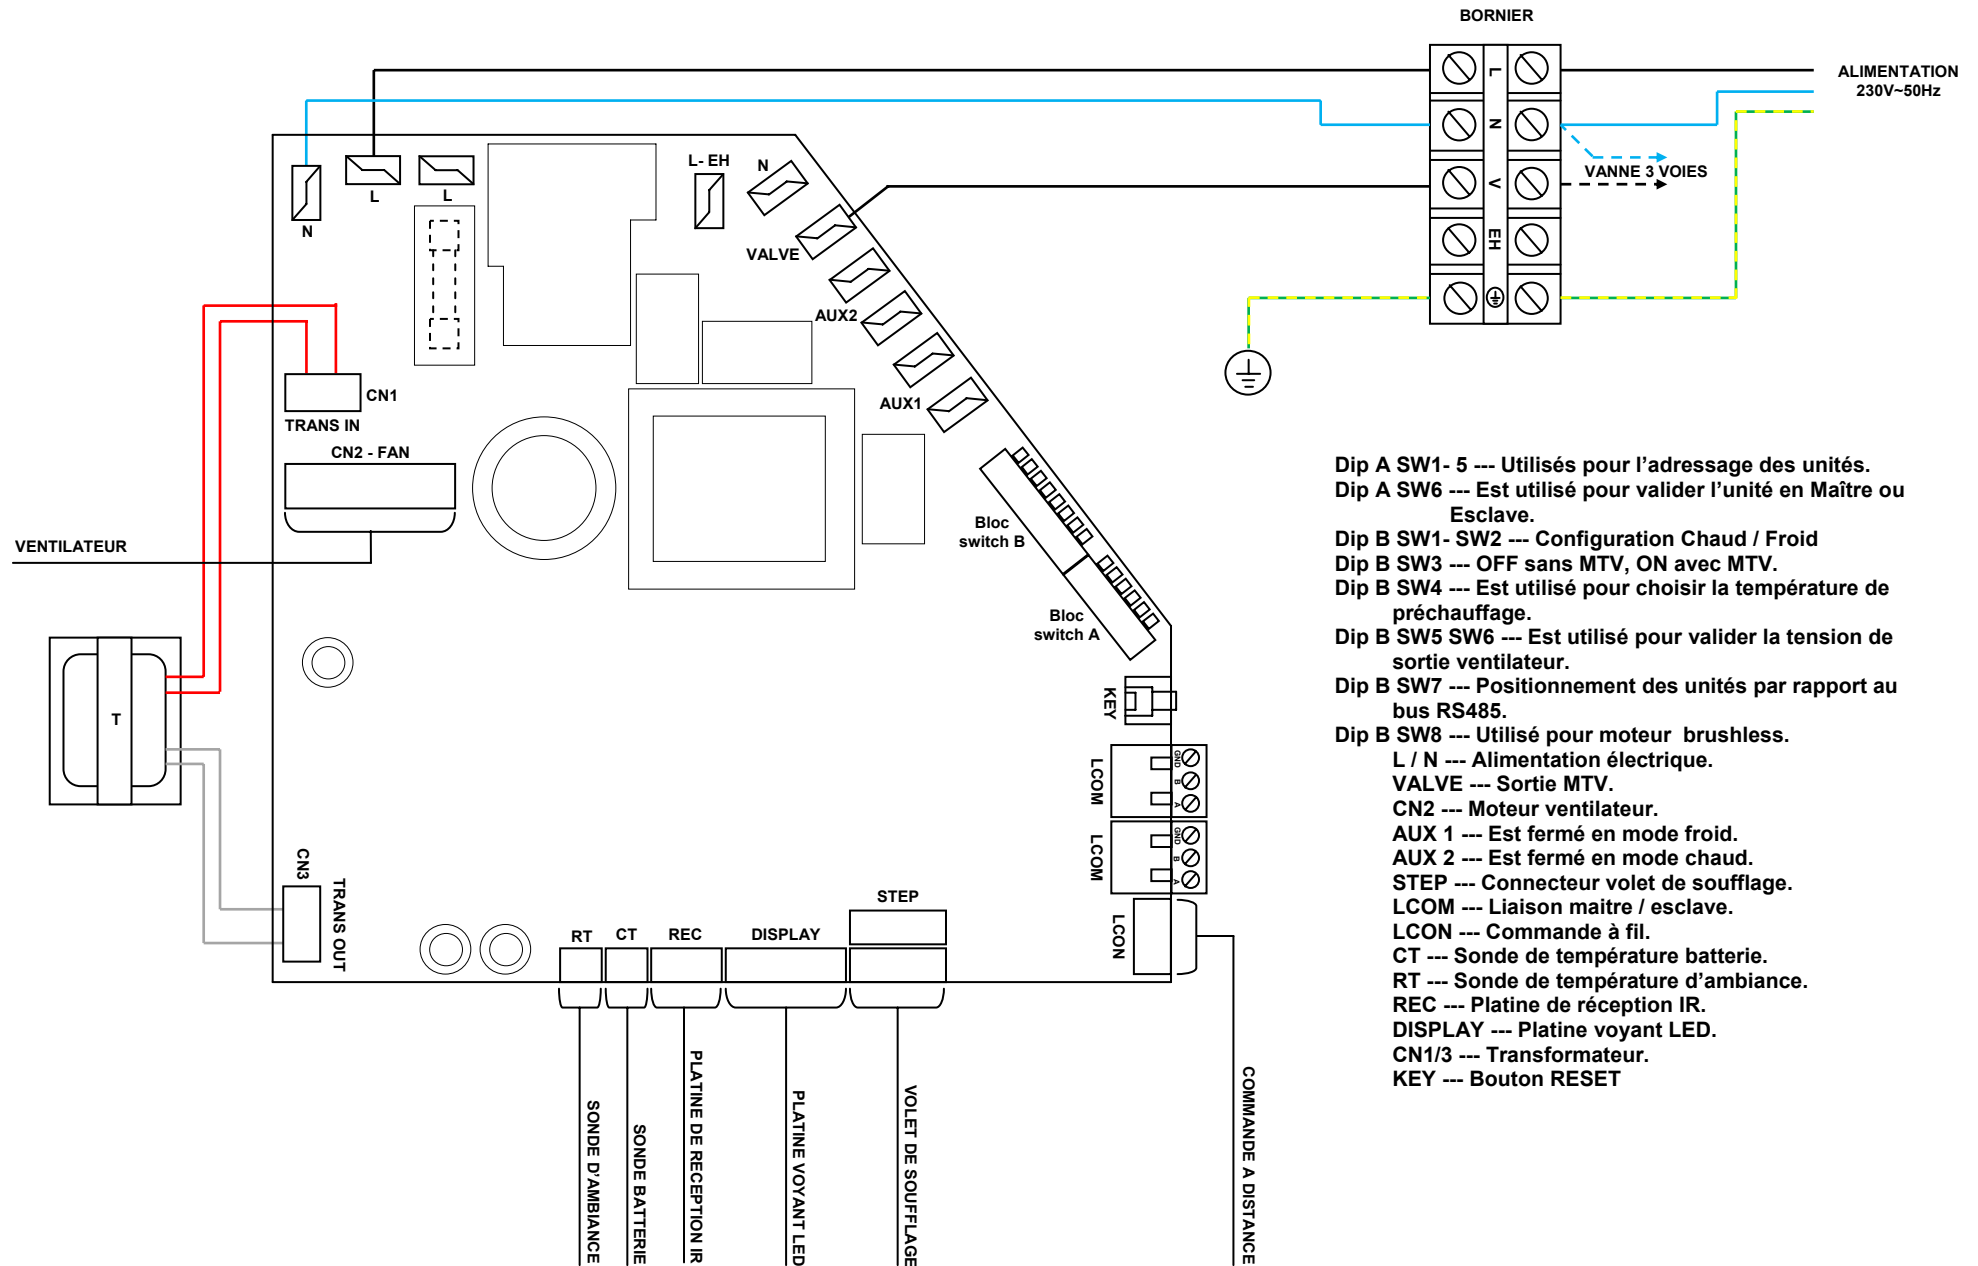 BORNIER
L
N
V
EH
ALIMENTATION
230V~50Hz
VANNE 3 VOIES
N
L
L
L- EH
N
VALVE
AUX2
AUX1
CN1
TRANS IN
CN2 - FAN
VENTILATEUR
T
Bloc
switch B
Bloc
switch A
KEY
LCOM
GND
B
A
LCOM
GND
B
A
LCON
CN3
TRANS OUT
RT
CT
REC
DISPLAY
STEP
SONDE D'AMBIANCE
SONDE BATTERIE
PLATINE DE RECEPTION IR
PLATINE VOYANT LED
VOLET DE SOUFFLAGE
COMMANDE A DISTANCE
Dip A SW1- 5 --- Utilisés pour l'adressage des unités.
Dip A SW6 --- Est utilisé pour valider l'unité en Maître ou
Esclave.
Dip B SW1- SW2 --- Configuration Chaud / Froid
Dip B SW3 --- OFF sans MTV, ON avec MTV.
Dip B SW4 --- Est utilisé pour choisir la température de
préchauffage.
Dip B SW5 SW6 --- Est utilisé pour valider la tension de
sortie ventilateur.
Dip B SW7 --- Positionnement des unités par rapport au
bus RS485.
Dip B SW8 --- Utilisé pour moteur  brushless.
L / N --- Alimentation électrique.
VALVE --- Sortie MTV.
CN2 --- Moteur ventilateur.
AUX 1 --- Est fermé en mode froid.
AUX 2 --- Est fermé en mode chaud.
STEP --- Connecteur volet de soufflage.
LCOM --- Liaison maitre / esclave.
LCON --- Commande à fil.
CT --- Sonde de température batterie.
RT --- Sonde de température d'ambiance.
REC --- Platine de réception IR.
DISPLAY --- Platine voyant LED.
CN1/3 --- Transformateur.
KEY --- Bouton RESET